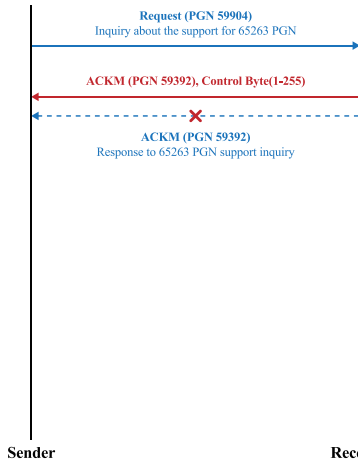 Request (PGN 59904)
Inquiry about the support for 65263 PGN
ACKM (PGN 59392), Control Byte(1-255)
ACKM (PGN 59392)
Response to 65263 PGN support inquiry
Sender
Rece